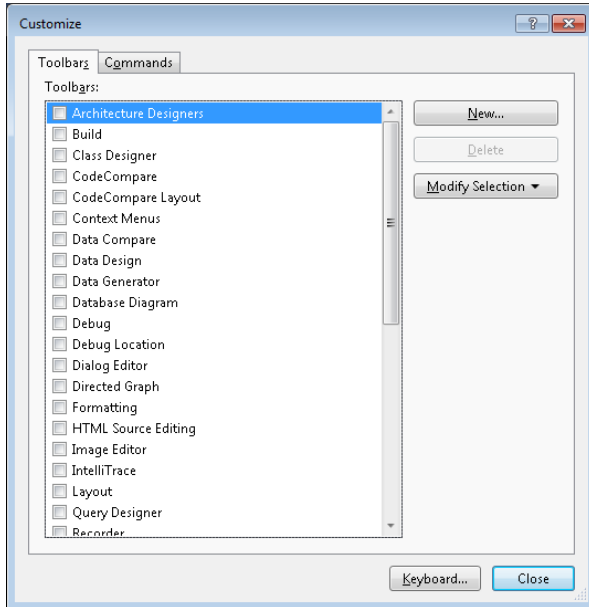 Customize
Toolbars Commands
Toolbars:
Architecture Designers
Build
Class Designer
CodeCompare
CodeCompare Layout
Context Menus
Data Compare
Data Design
Data Generator
Database Diagram
Debug
Debug Location
Dialog Editor
Directed Graph
Formatting
HTML Source Editing
Image Editor
IntelliTrace
Layout
Query Designer
Recorder
New...
Delete
Modify Selection
Keyboard... Close